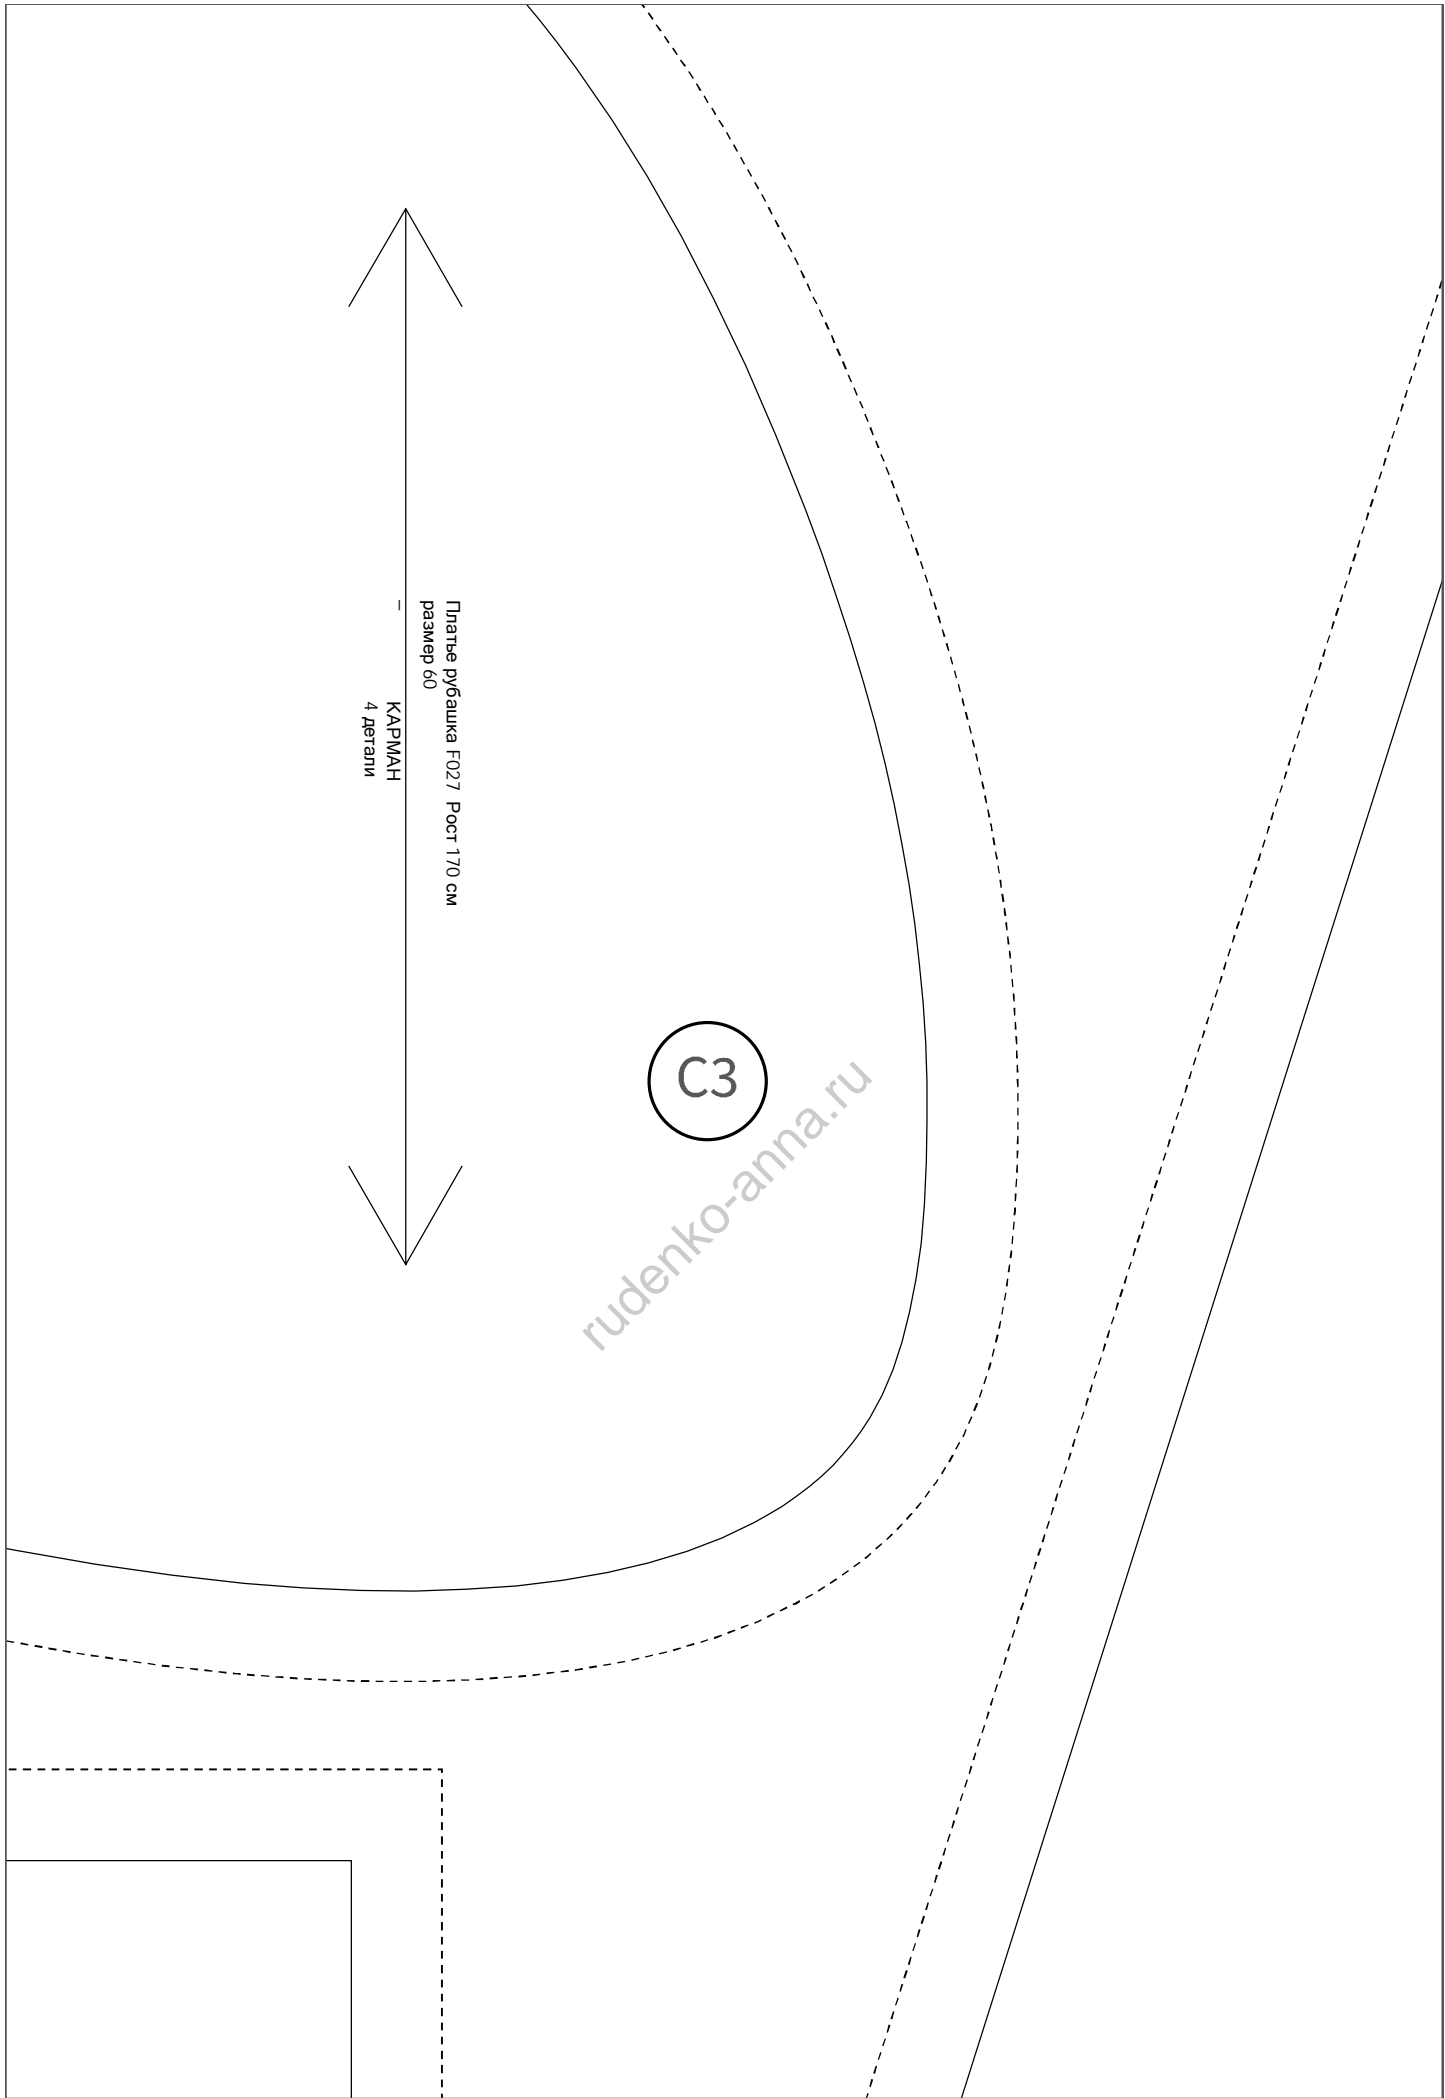 Платье рубашка F027 Рост 170 см
размер 60
–
КАРМАН
4 детали
C3
rudenko-anna.ru